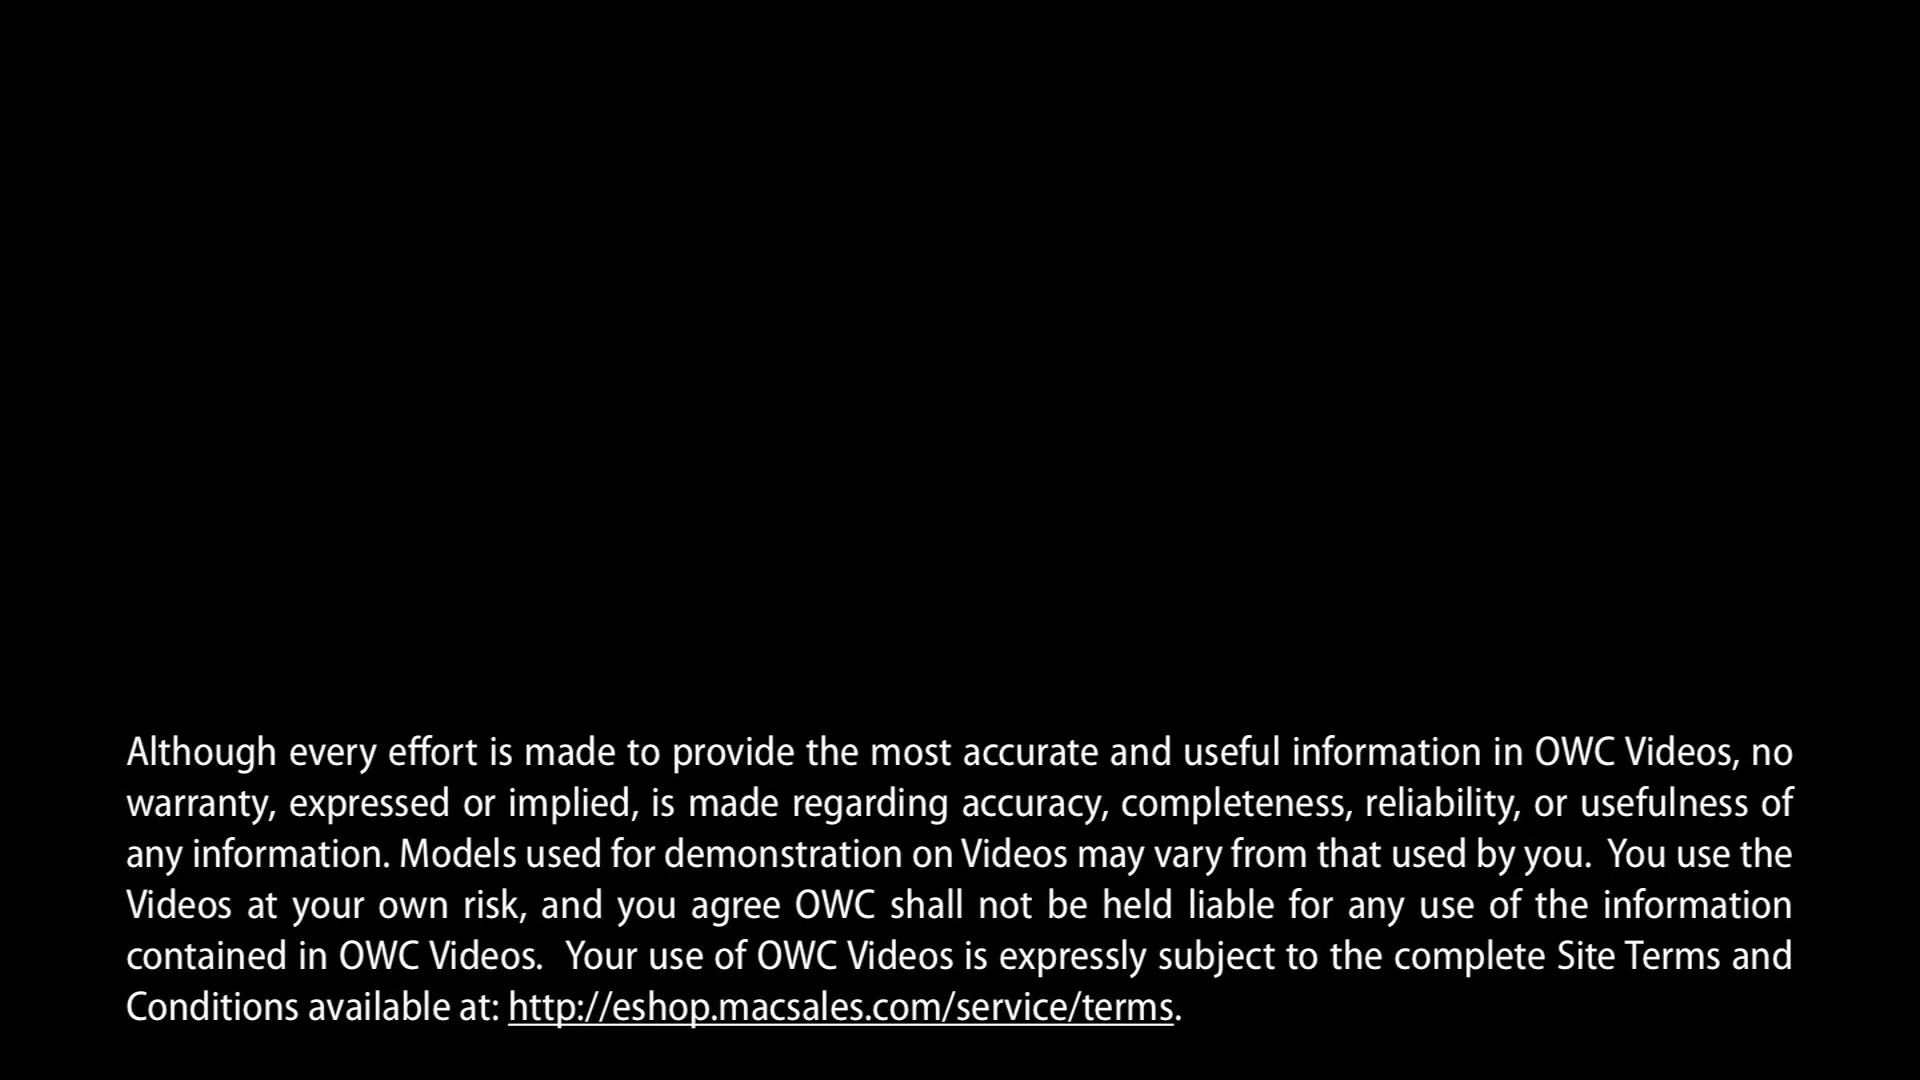 Although every effort is made to provide the most accurate and useful information in OWC Videos, no
warranty, expressed or implied, is made regarding accuracy, completeness, reliability, or usefulness of
any information. Models used for demonstration on Videos may vary from that used by you.  You use the
Videos at your own risk, and you agree OWC shall not be held liable for any use of the information
contained in OWC Videos.  Your use of OWC Videos is expressly subject to the complete Site Terms and
Conditions available at: http://eshop.macsales.com/service/terms.